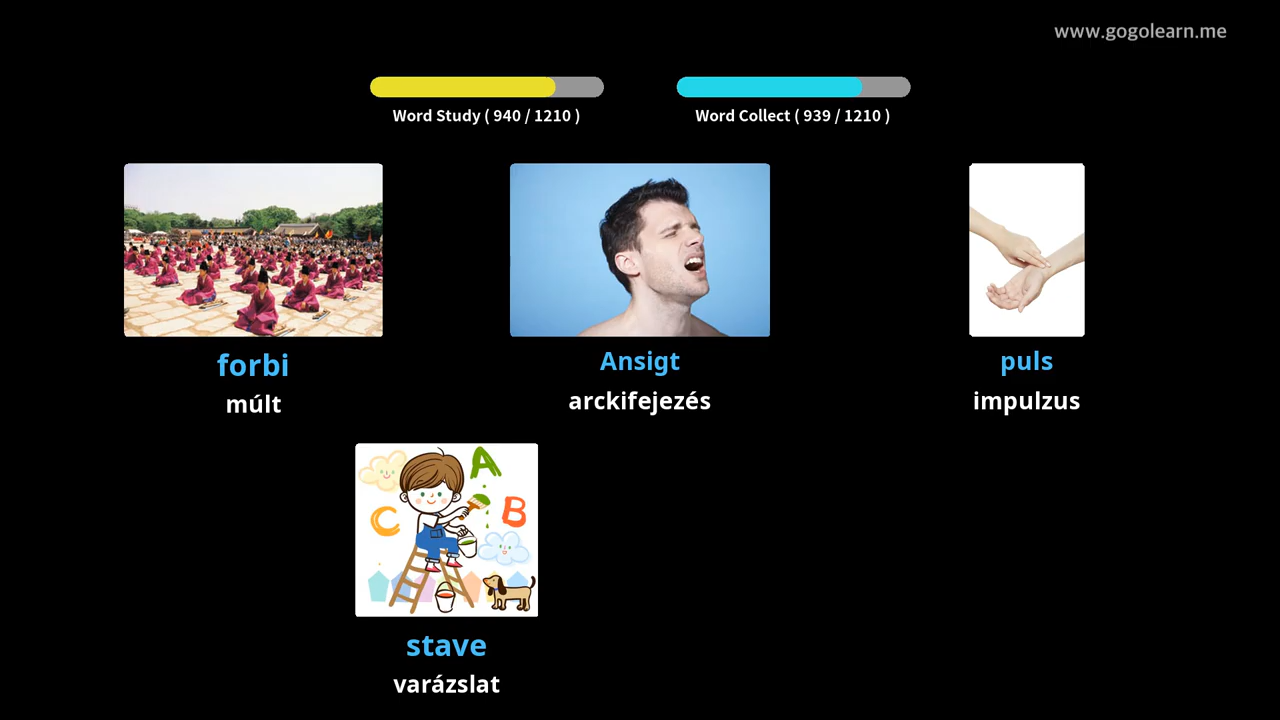 www.gogolearn.me
Word Study ( 940 / 1210 )
Word Collect ( 939 / 1210 )
forbi
múlt
Ansigt
arckifejezés
puls
impulzus
A
B
C
stave
varázslat